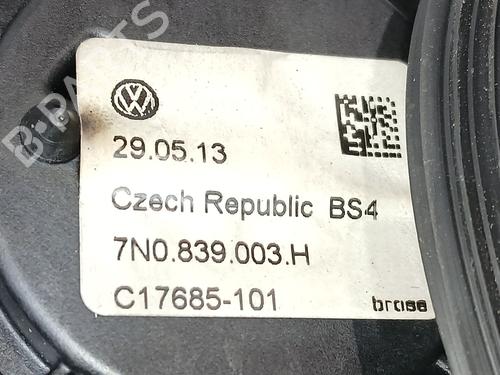 B-PARTS
29.05.13
Czech Republic BS4
7N0.839.003.H
C17685-101
brose